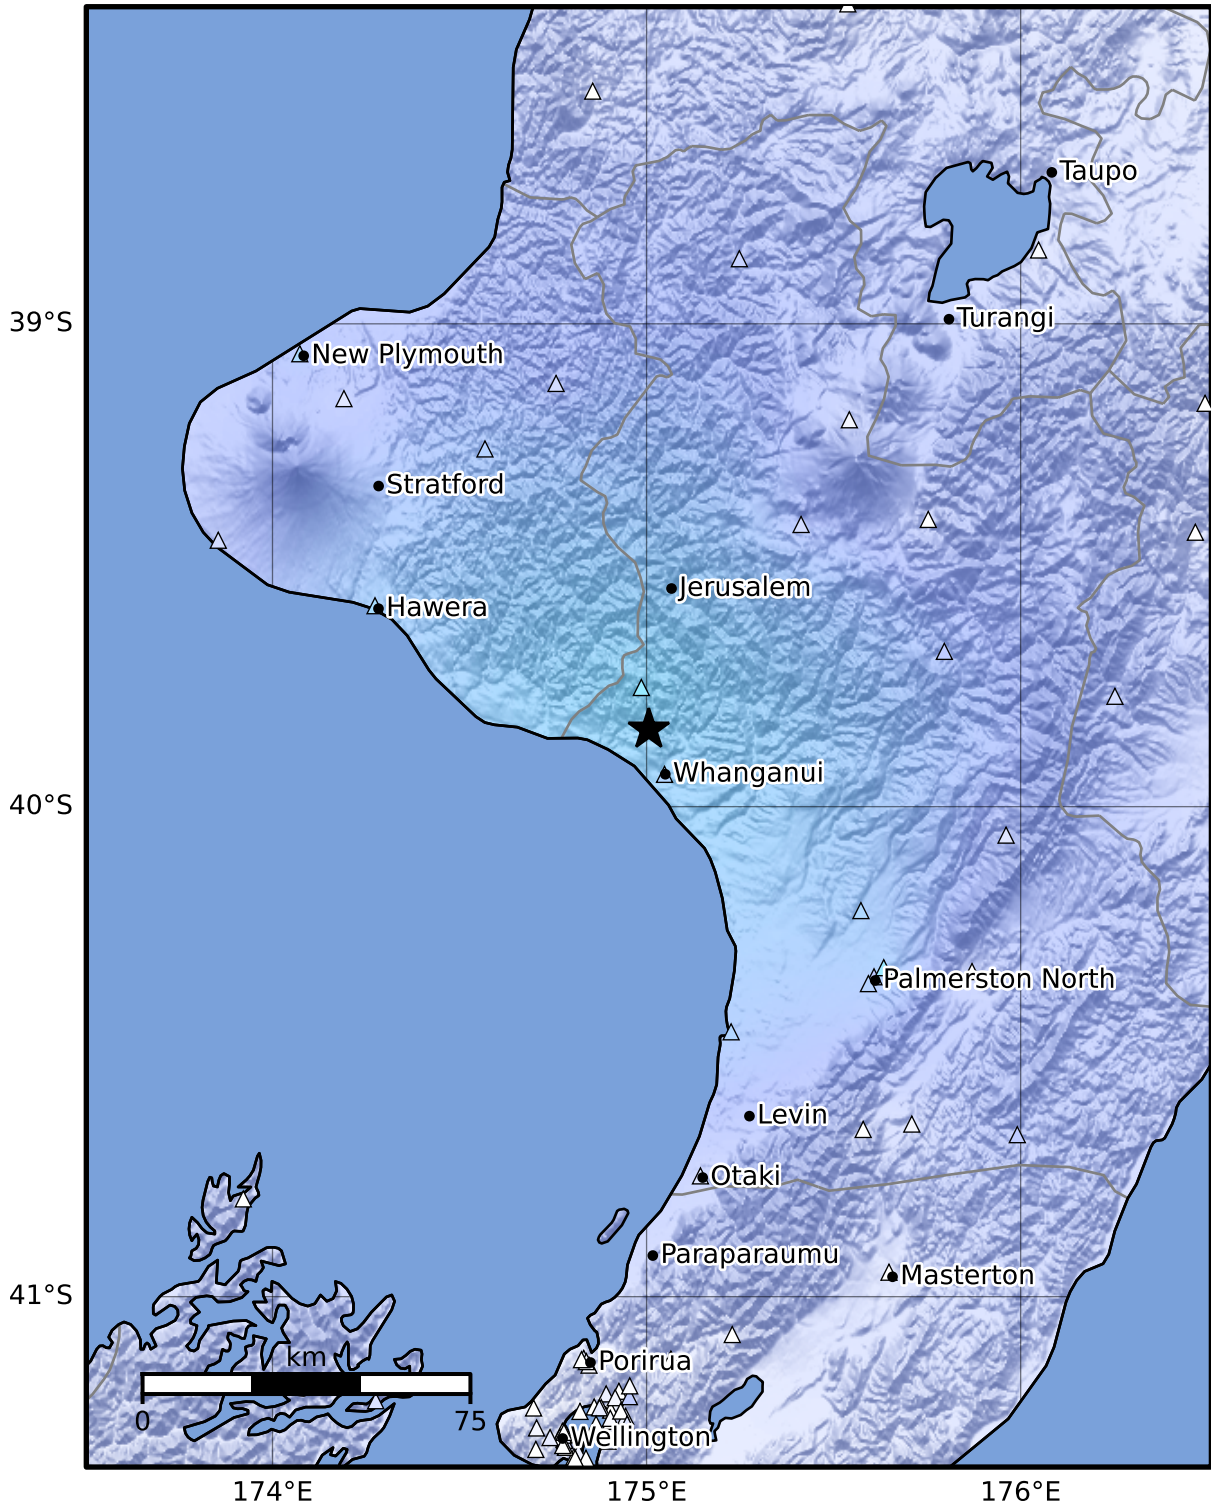 Taupo
39°S
Turangi
New Plymouth
Stratford
Jerusalem
Hawera
Whanganui
40°S
Palmerston North
Levin
Otaki
Paraparaumu
Masterton
41°S
km
Porirua
0
75
Wellington
174°E
175°E
176°E